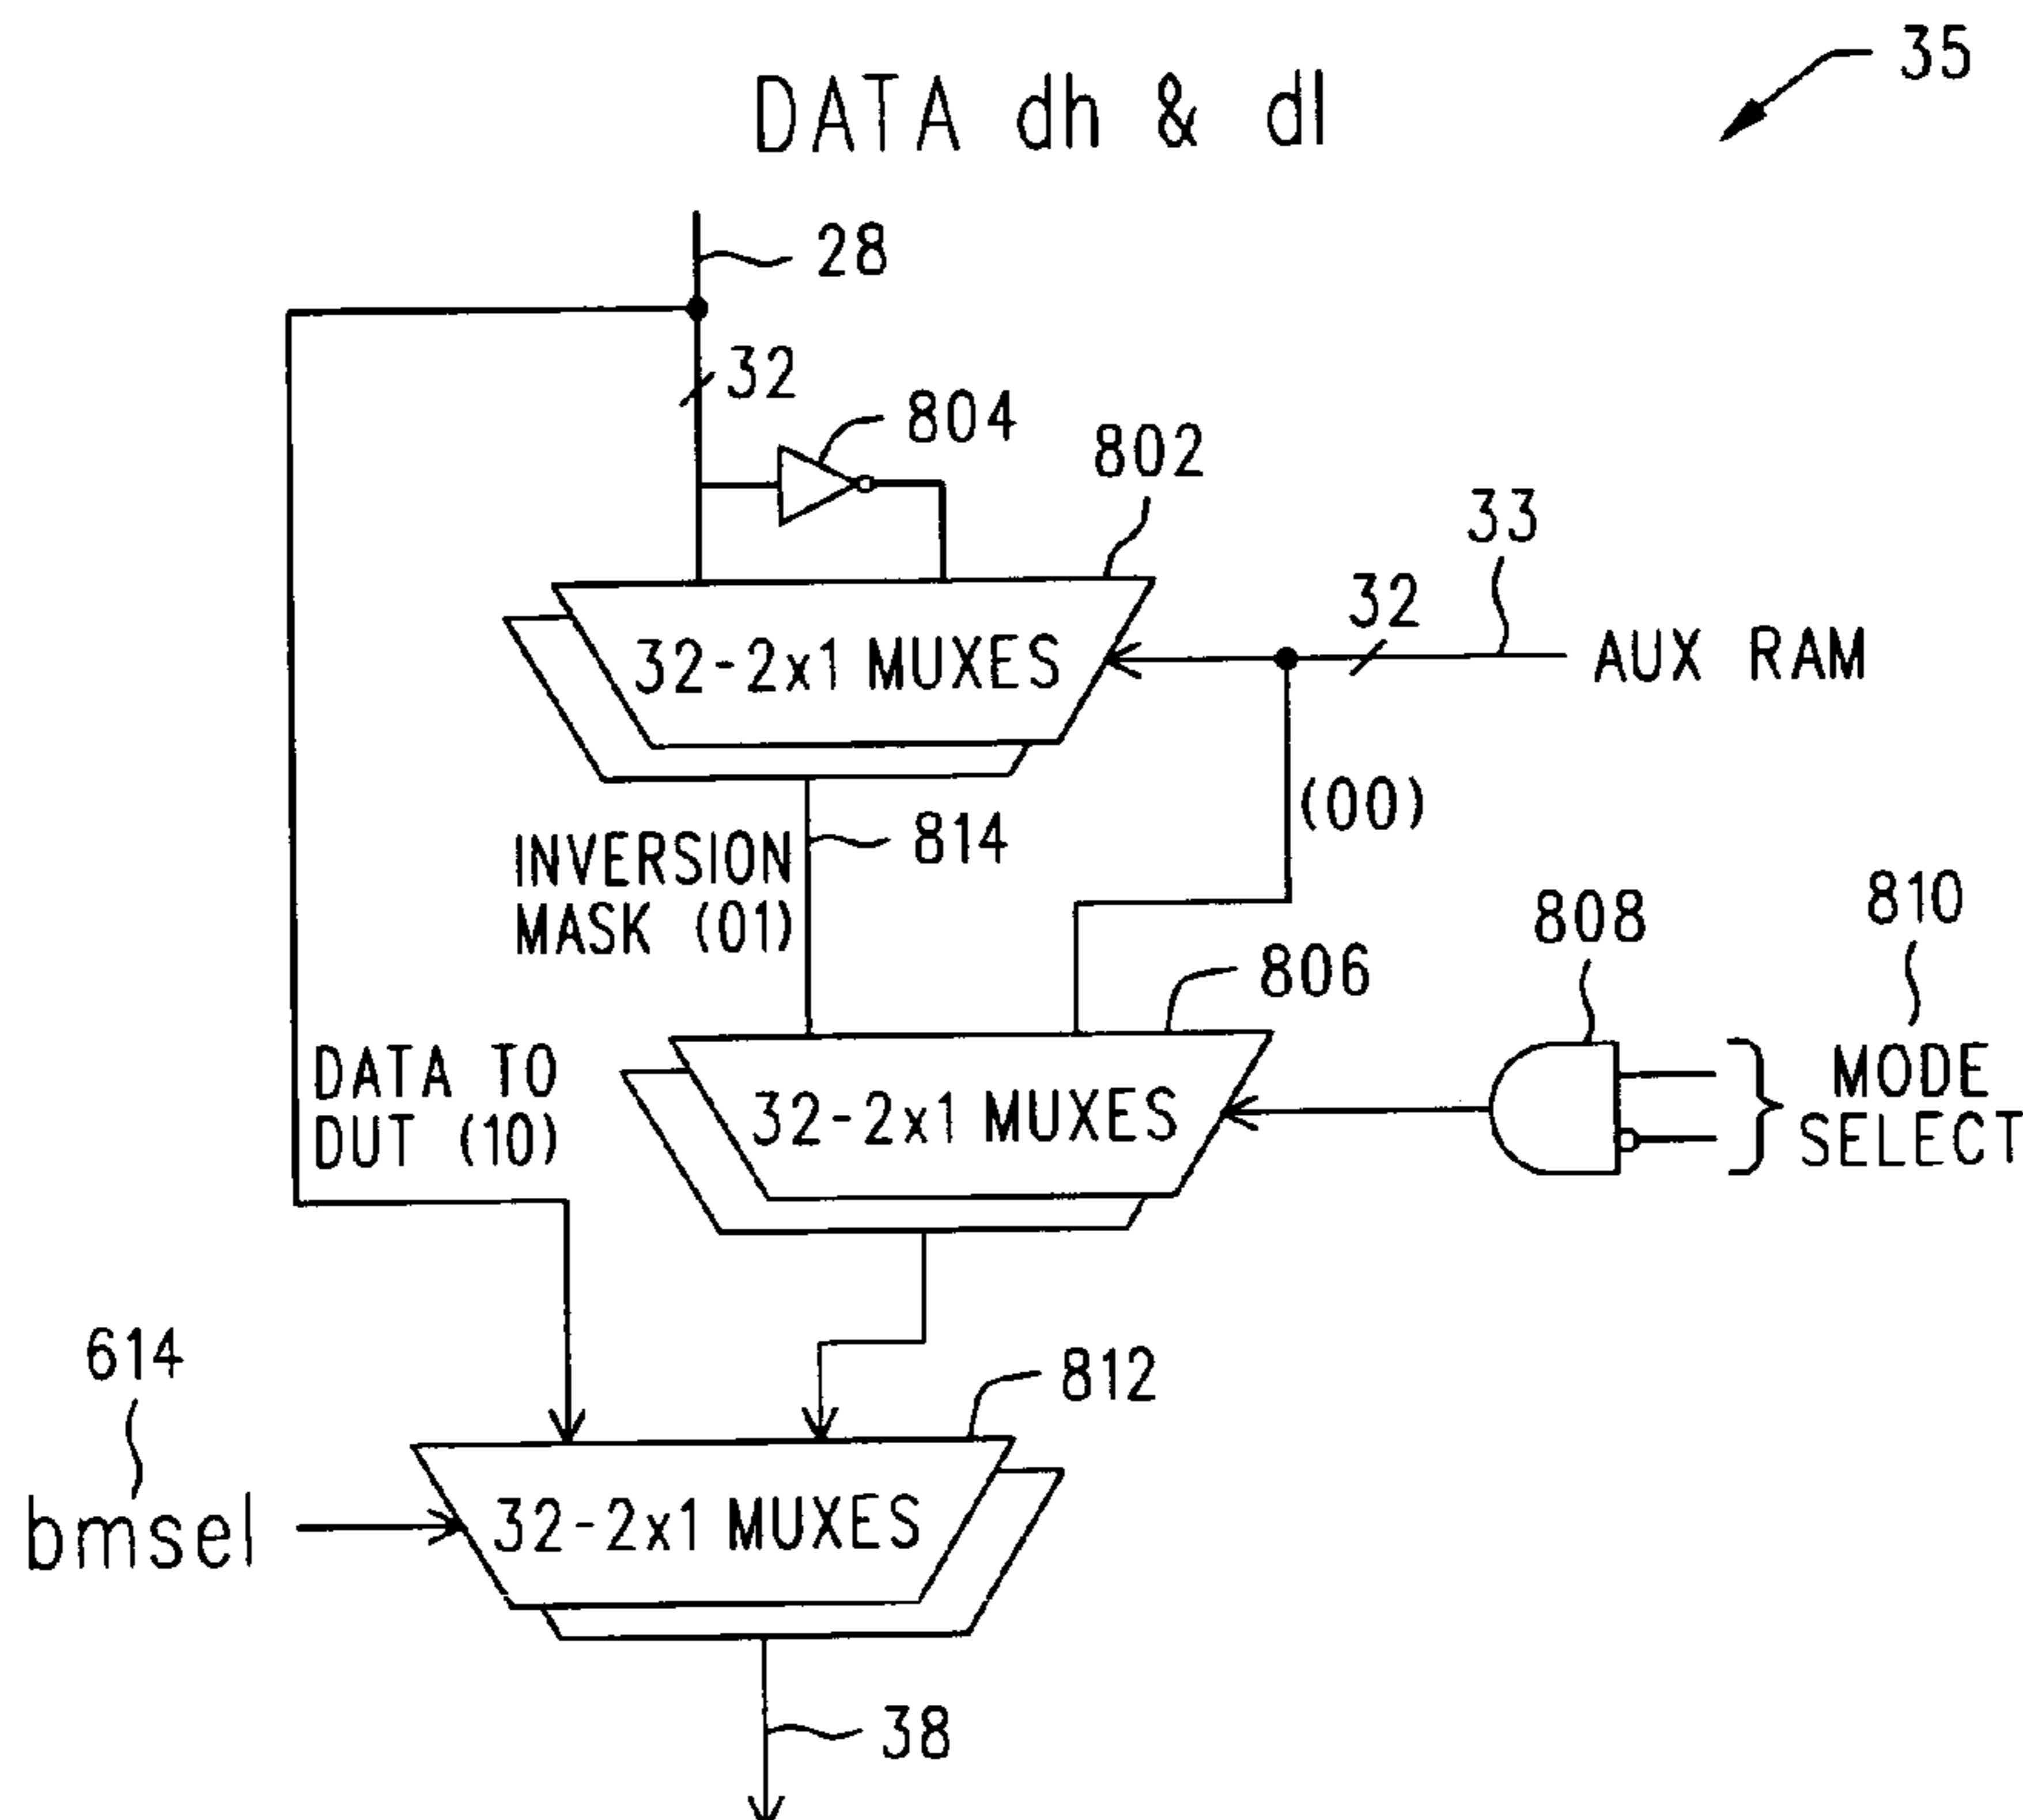 35
DATA dh & dl
28
32
804
802
33
32
AUX RAM
32-2x1 MUXES
(00)
814
INVERSION
MASK (01)
810
808
806
DATA TO
DUT (10)
MODE
SELECT
32-2x1 MUXES
614
812
bmsel
32-2x1 MUXES
38